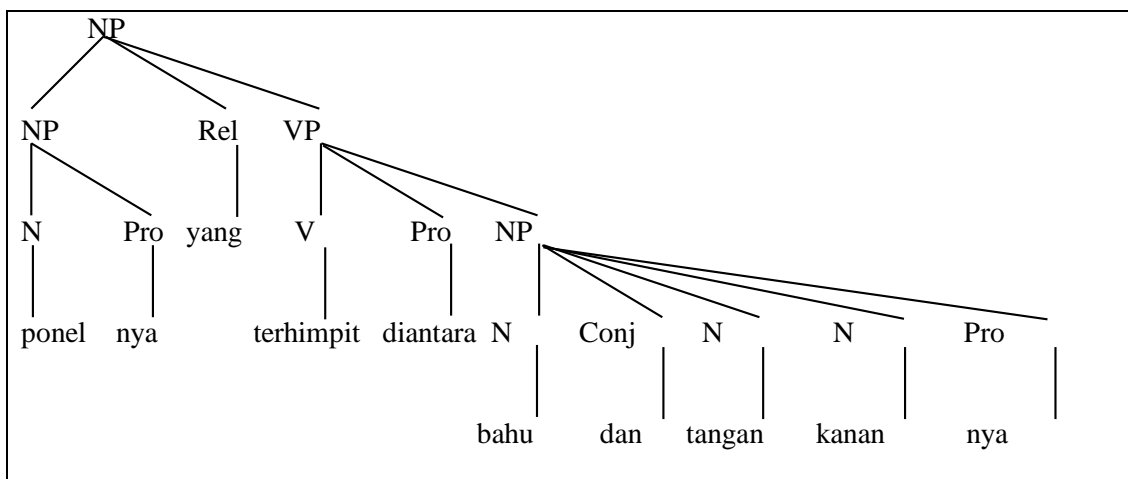 NP
NP Rel VP
N Pro yang V Pro NP
ponel nya terhimpit diantara N Conj N N Pro
bahu dan tangan kanan nya